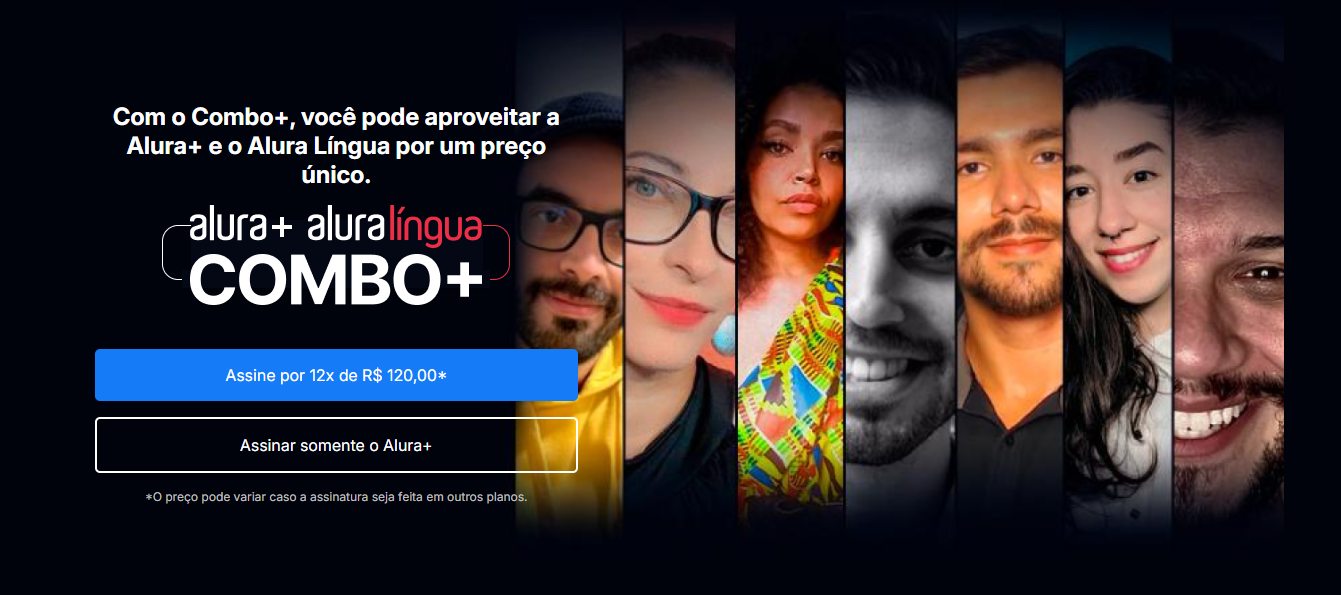 Com o Combo+, você pode aproveitar a
Alura+ e o Alura Língua por um preço
único.
alura+ aluralíngua
COMBO+
Assine por 12x de R$ 120,00*
Assinar somente o Alura+
*O preço pode variar caso a assinatura seja feita em outros planos.